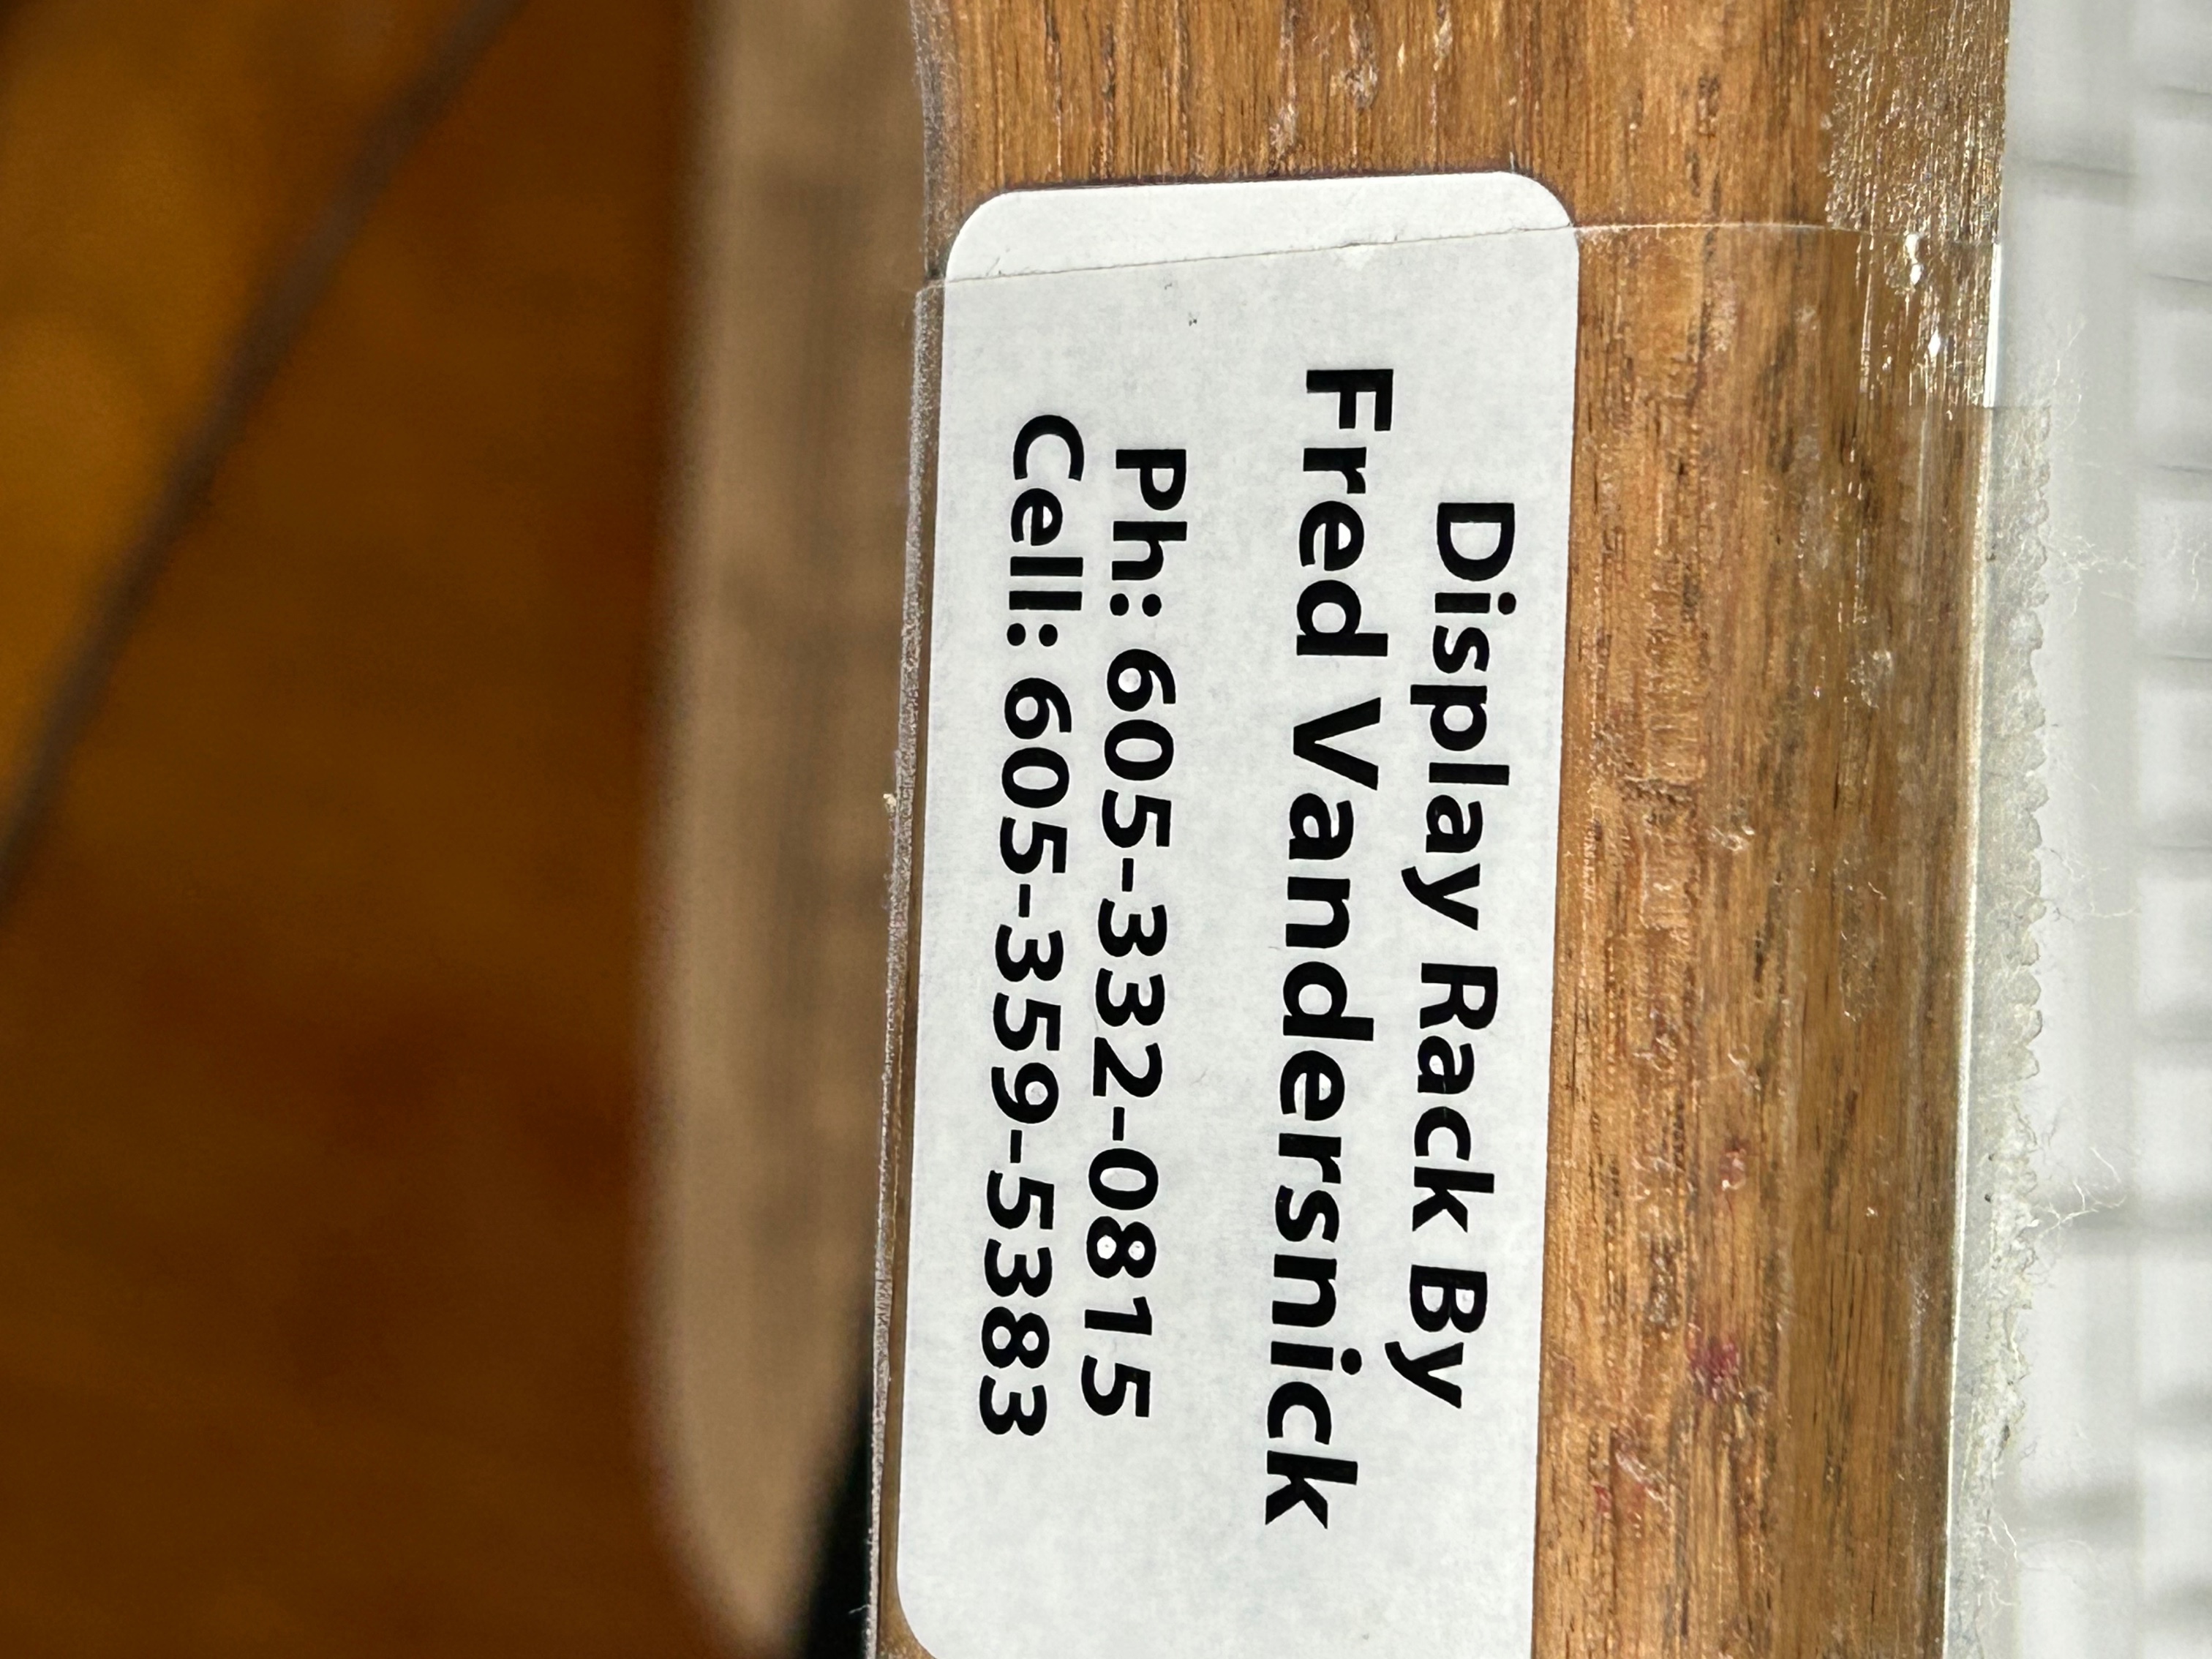 Display Rack By
Fred Vandersnick
Ph: 605-332-0815
Cell: 605-359-5383